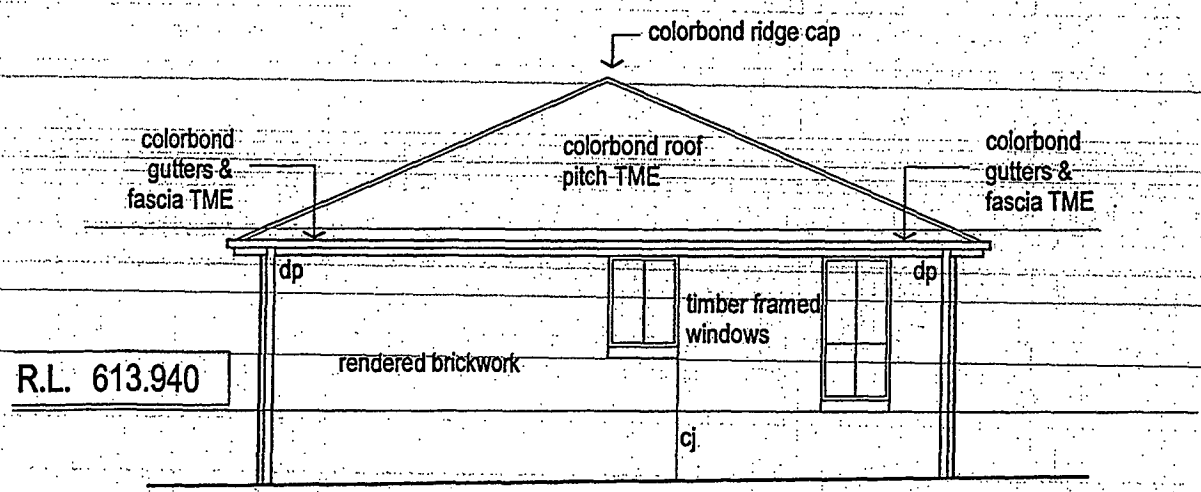 colorbond ridge cap
colorbond
gutters &
fascia TME
colorbond roof
pitch TME
colorbond
gutters &
fascia TME
dp
dp
timber framed
windows
rendered brickwork
R.L. 613.940
cj